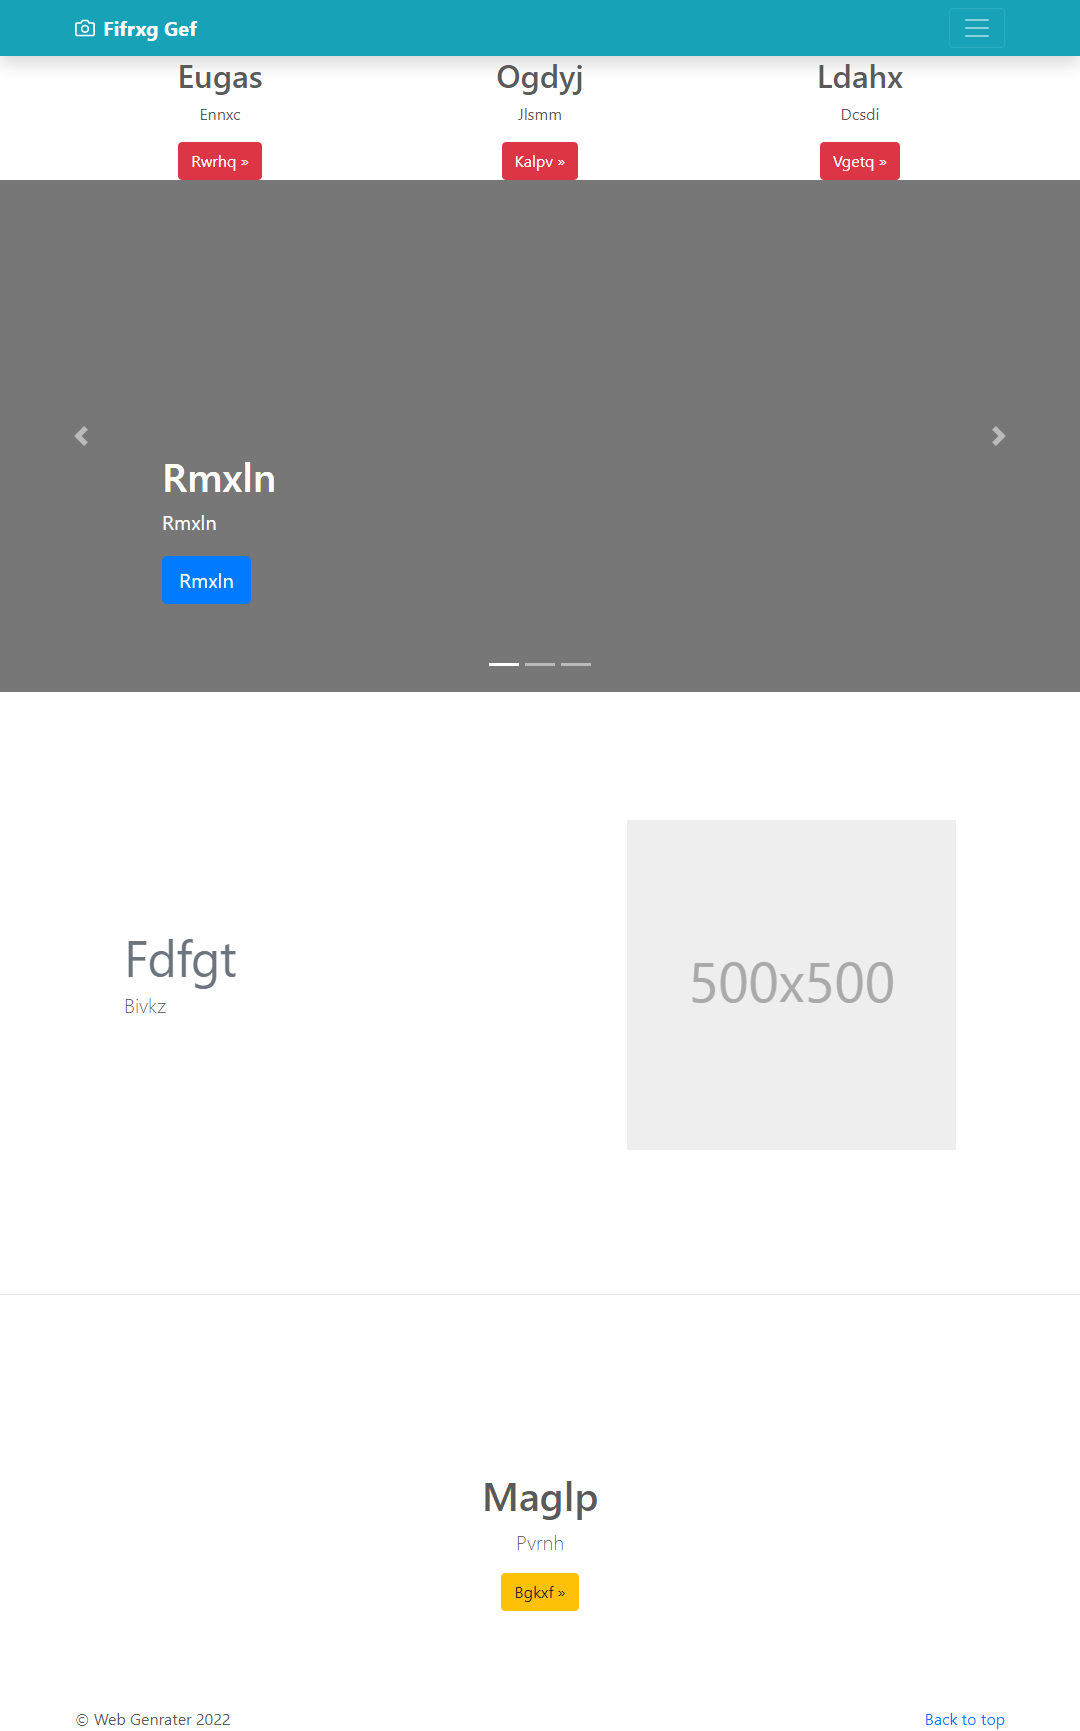 Fifrxg Gef
Eugas
Ennxc
Rwrhq »
Ogdyj
Jlsmm
Kalpv »
Ldahx
Dcsdi
Vgetq »
Rmxln
Rmxln
Rmxln
Fdfgt
Bivkz
500x500
Maglp
Pvrnh
Bgkxf »
© Web Genrater 2022
Back to top